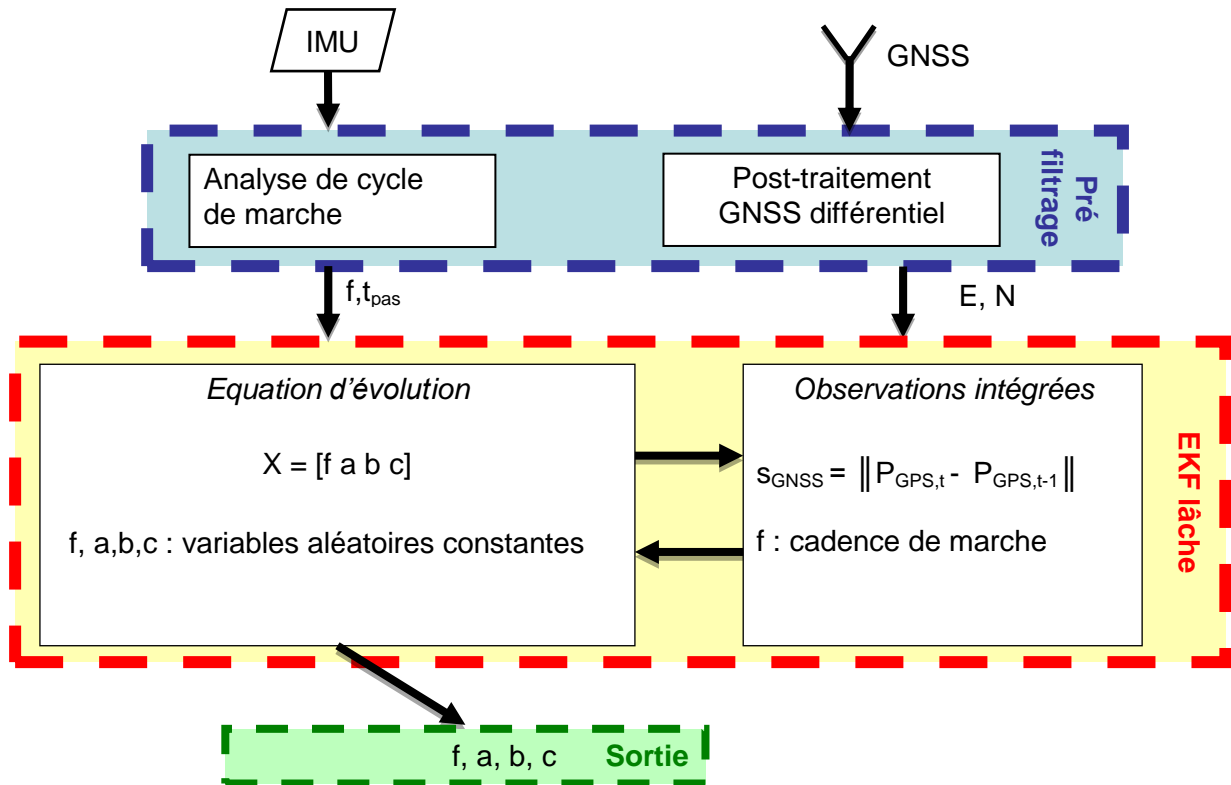 IMU
GNSS
Analyse de cycle
de marche
Post-traitement
GNSS différentiel
Pré
filtrage
f,tpas
E, N
Equation d'évolution
X = [f a b c]
f, a,b,c : variables aléatoires constantes
Observations intégrées
sGNSS = ‖PGPS,t - PGPS,t-1‖
f : cadence de marche
EKF lâche
f, a, b, c Sortie